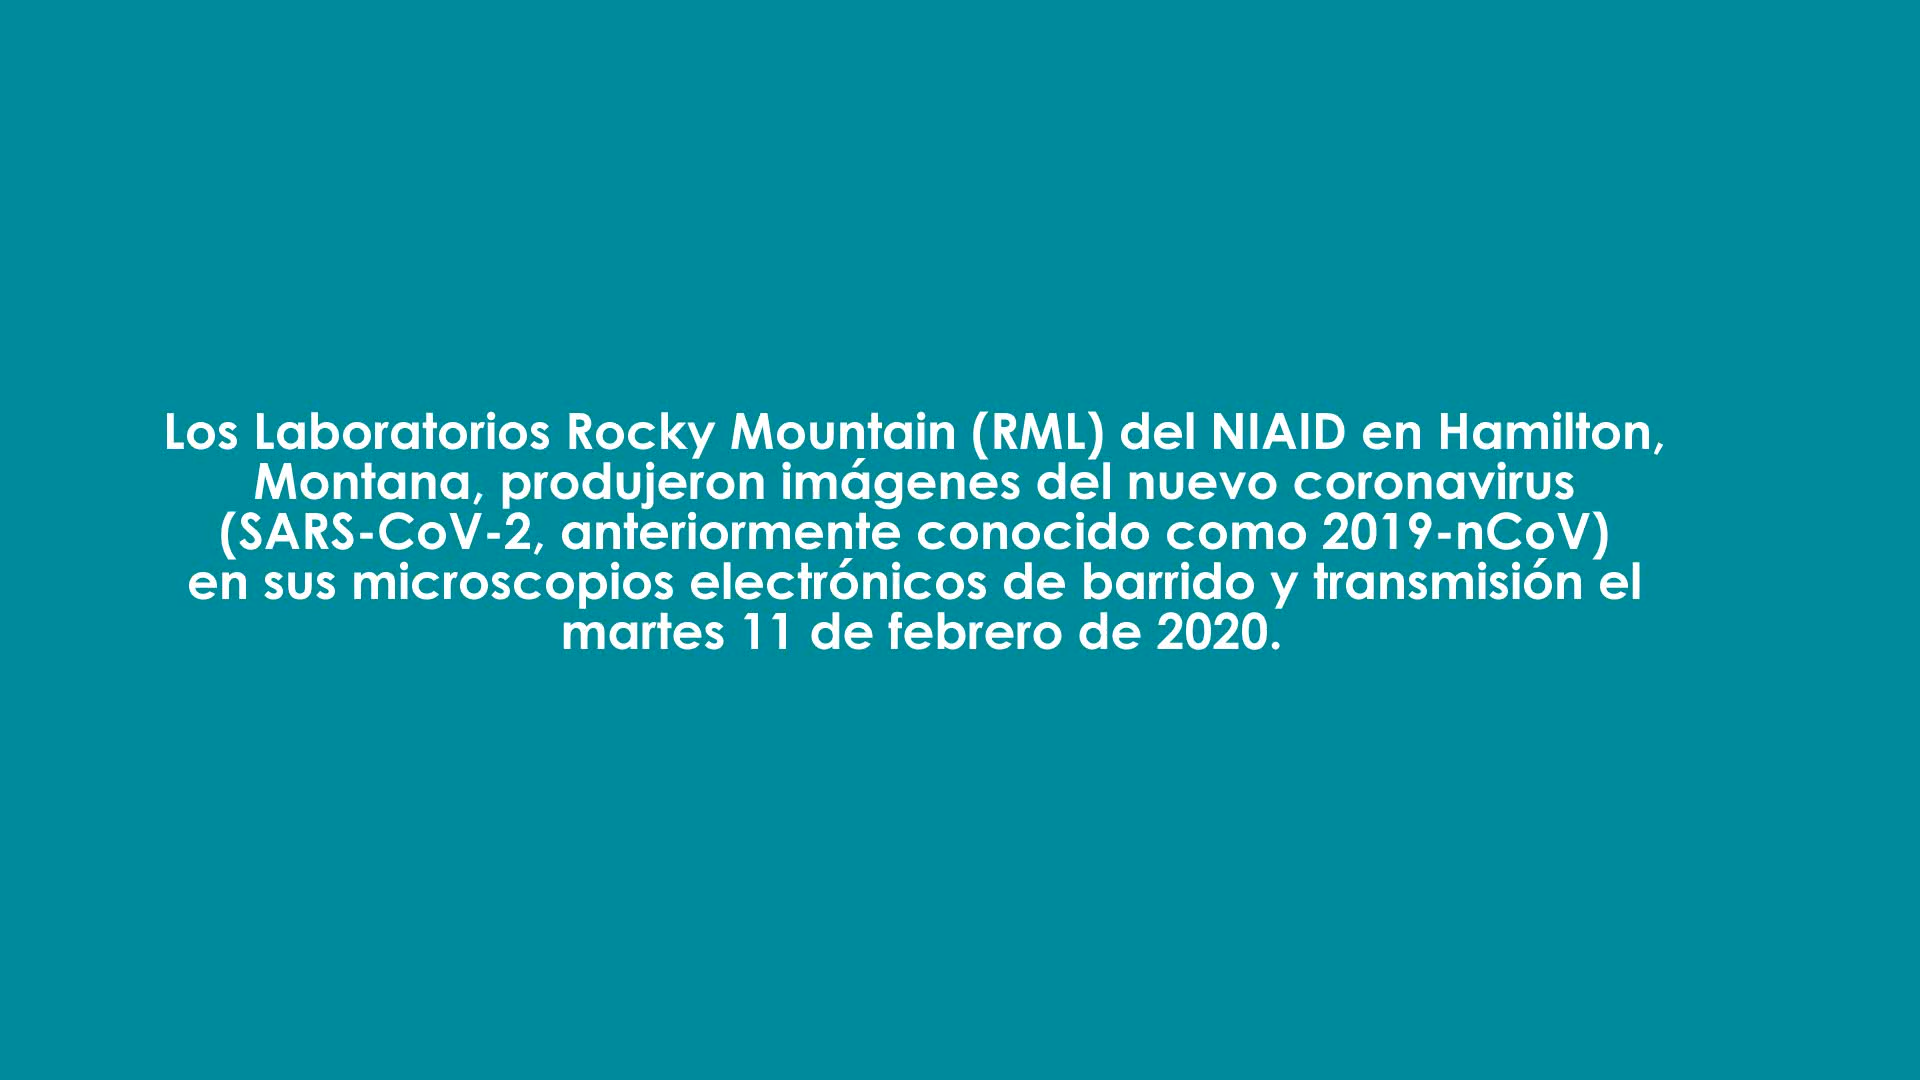 Los Laboratorios Rocky Mountain (RML) del NIAID en Hamilton,
Montana, produjeron imágenes del nuevo coronavirus
(SARS-CoV-2, anteriormente conocido como 2019-nCoV)
en sus microscopios electrónicos de barrido y transmisión el
martes 11 de febrero de 2020.